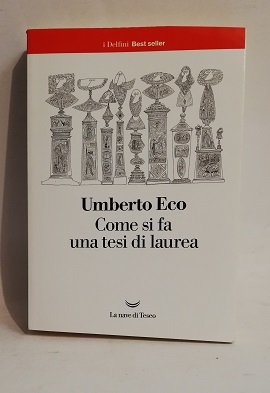 i Delfini Best seller
Umberto Eco
Come si fa
una tesi di laurea
La nave di Teseo